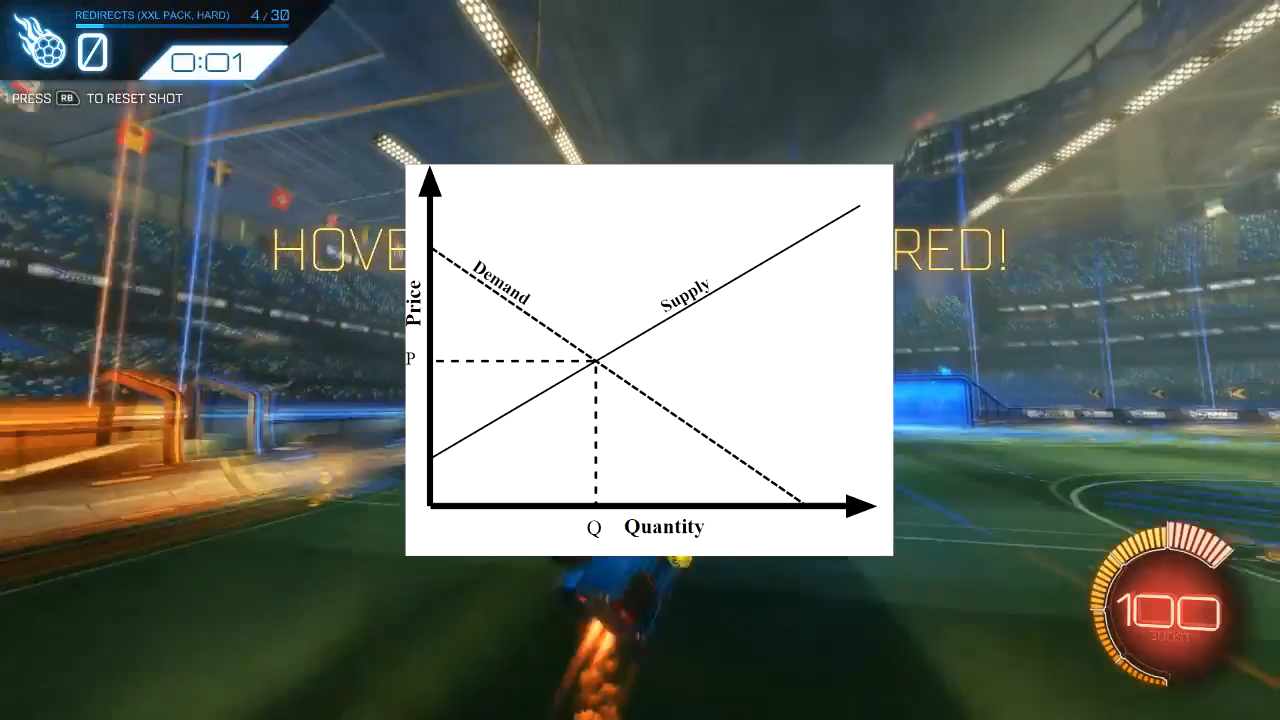 REDIRECTS (XXL PACK, HARD) 4 / 30
0
0:01
PRESS RB TO RESET SHOT
HOVE
RED!
Demand
Supply
Price
P
Q Quantity
100
BOOST